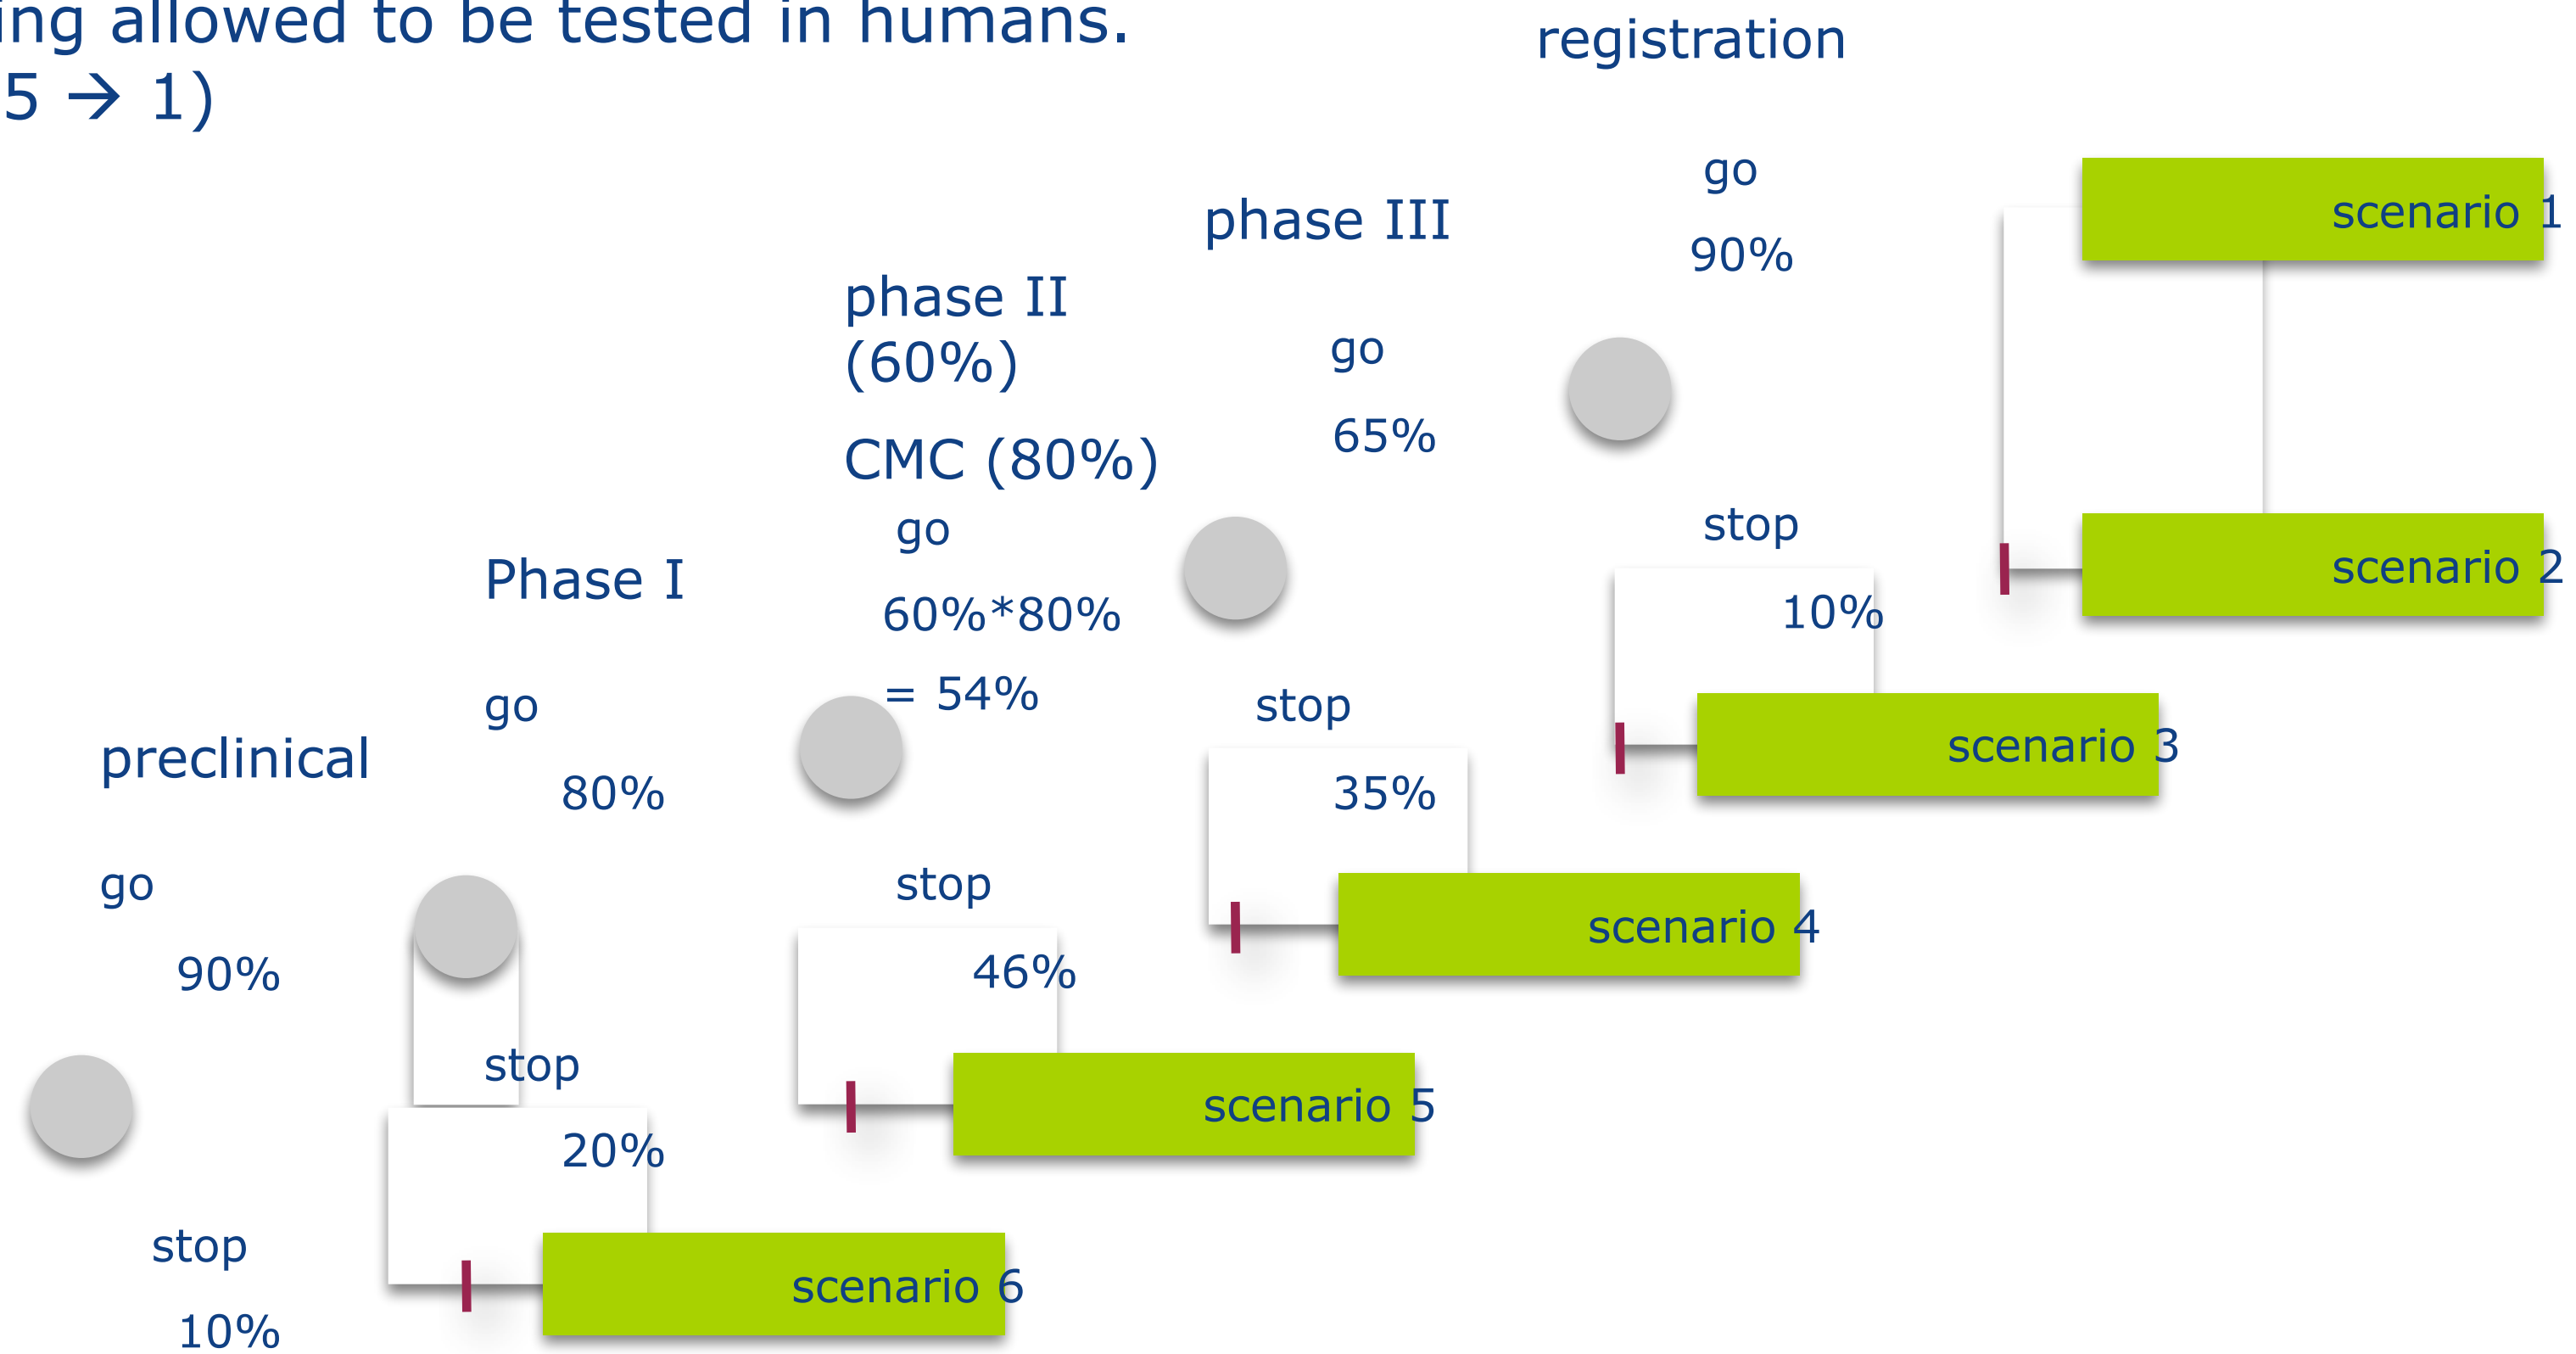 ing allowed to be tested in humans.
5 → 1)
registration
go
90%
scenario 1
phase III
go
65%
stop
10%
scenario 2
phase II
(60%)
CMC (80%)
go
60%*80%
= 54%
stop
35%
scenario 3
Phase I
go
80%
stop
46%
scenario 4
preclinical
go
90%
stop
20%
scenario 5
stop
10%
scenario 6